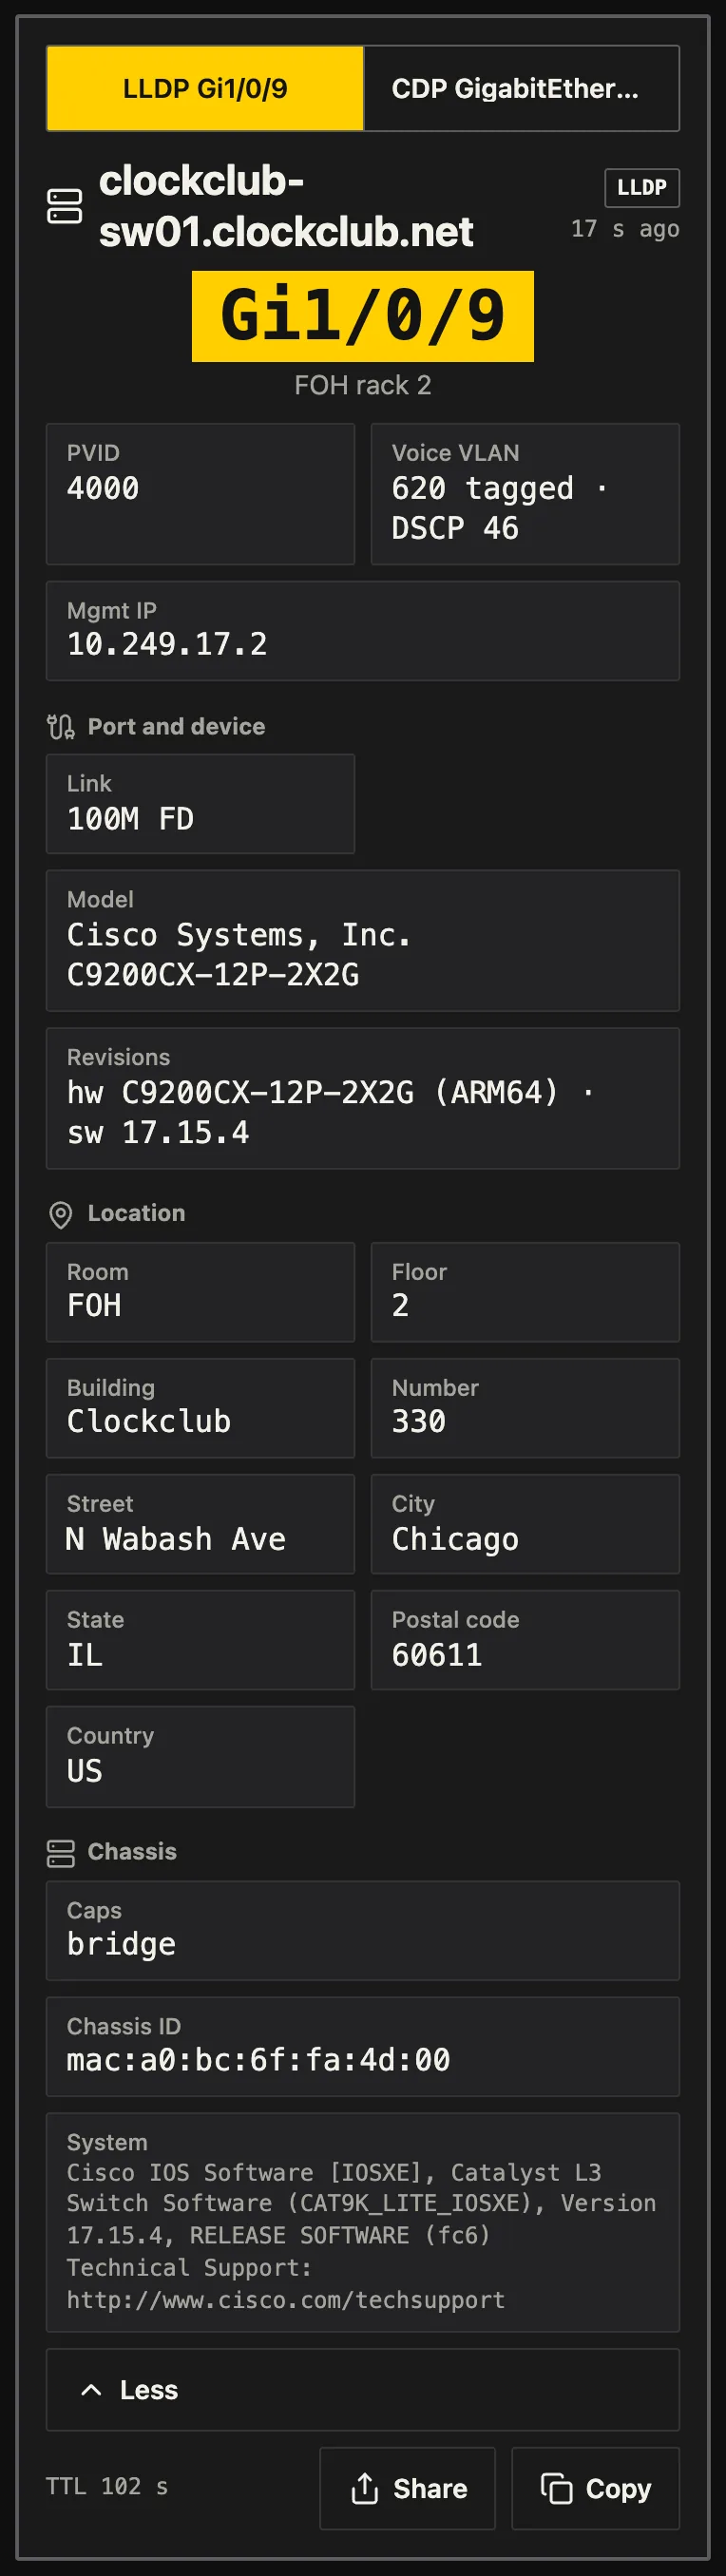 LLDP Gi1/0/9
CDP GigabitEther...
clockclub-
sw01.clockclub.net
LLDP
17 s ago
Gi1/0/9
FOH rack 2
PVID
4000
Voice VLAN
620 tagged ·
DSCP 46
Mgmt IP
10.249.17.2
Port and device
Link
100M FD
Model
Cisco Systems, Inc.
C9200CX-12P-2X2G
Revisions
hw C9200CX-12P-2X2G (ARM64) ·
sw 17.15.4
Location
Room
FOH
Floor
2
Building
Clockclub
Number
330
Street
N Wabash Ave
City
Chicago
State
IL
Postal code
60611
Country
US
Chassis
Caps
bridge
Chassis ID
mac:a0:bc:6f:fa:4d:00
System
Cisco IOS Software [IOSXE], Catalyst L3
Switch Software (CAT9K_LITE_IOSXE), Version
17.15.4, RELEASE SOFTWARE (fc6)
Technical Support:
http://www.cisco.com/techsupport
Less
TTL 102 s
Share
Copy